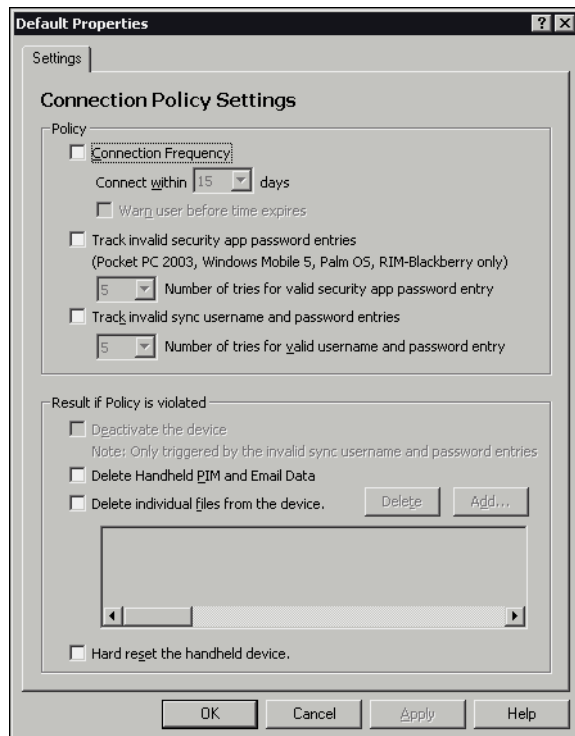 Default Properties
Settings
Connection Policy Settings
Policy
Connection Frequency
Connect within 15 days
Warn user before time expires
Track invalid security app password entries
(Pocket PC 2003, Windows Mobile 5, Palm OS, RIM-Blackberry only)
5 Number of tries for valid security app password entry
Track invalid sync username and password entries
5 Number of tries for valid username and password entry
Result if Policy is violated
Deactivate the device
Note: Only triggered by the invalid sync username and password entries
Delete Handheld PIM and Email Data
Delete individual files from the device. Delete Add...
Hard reset the handheld device.
OK Cancel Apply Help